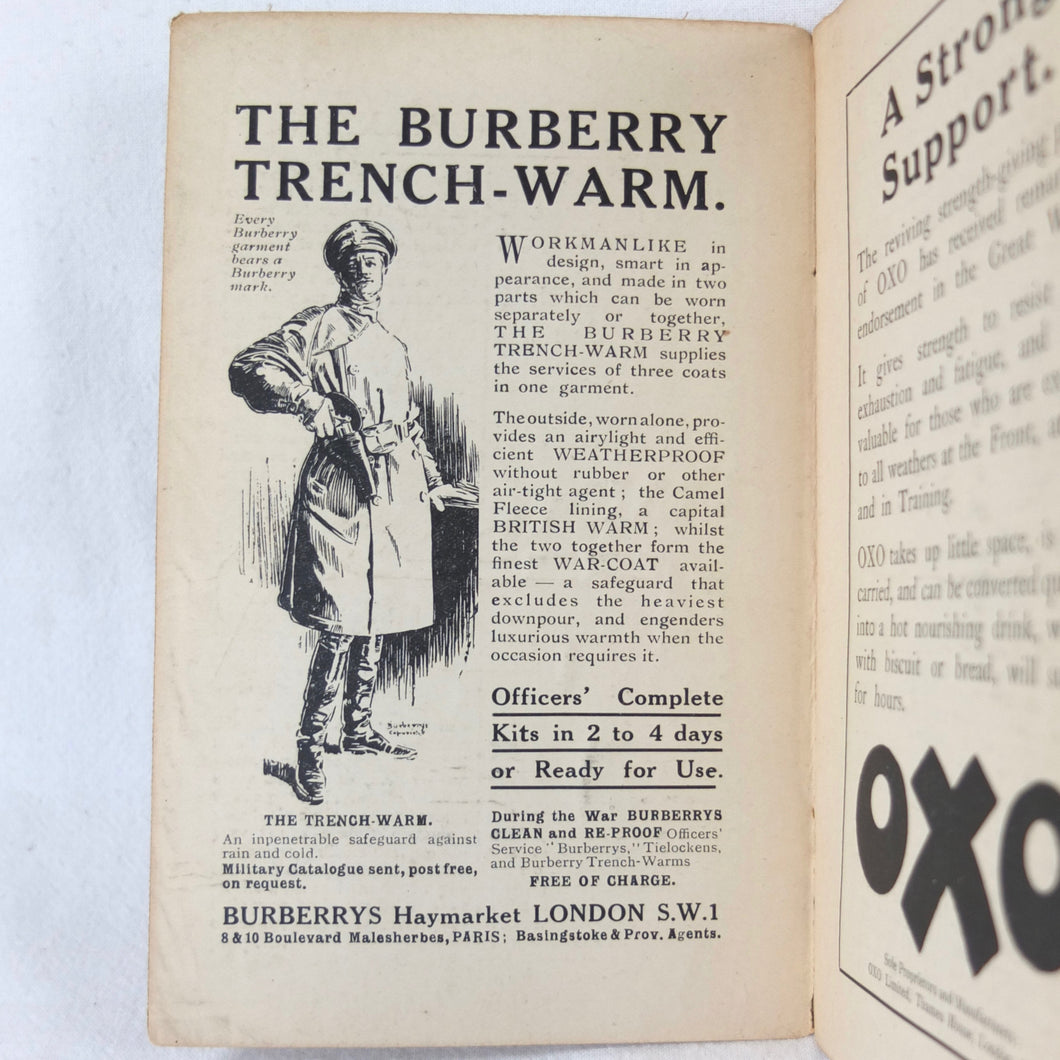 THE BURBERRY
TRENCH-WARM.
Every
Burberry
garment
bears a
Burberry
mark.
WORKMANLIKE in
design, smart in ap-
pearance, and made in two
parts which can be worn
separately or together,
THE BURBERRY
TRENCH-WARM supplies
the services of three coats
in one garment.
The outside, worn alone, pro-
vides an airylight and effi-
cient WEATHERPROOF
without rubber or other
air-tight agent; the Camel
Fleece lining, a capital
BRITISH WARM; whilst
the two together form the
finest WAR-COAT avail-
able — a safeguard that
excludes the heaviest
downpour, and engenders
luxurious warmth when the
occasion requires it.
Officers' Complete
Kits in 2 to 4 days
or Ready for Use.
Burberrys
Copyright
THE TRENCH-WARM.
An inpenetrable safeguard against
rain and cold.
Military Catalogue sent, post free,
on request.
During the War BURBERRYS
CLEAN and RE-PROOF Officers'
Service "Burberrys," Tielockens,
and Burberry Trench-Warms
FREE OF CHARGE.
BURBERRYS Haymarket LONDON S.W.1
8 & 10 Boulevard Malesherbes, PARIS; Basingstoke & Prov. Agents.
A Strong
Support.
The reviving strength-giving
of OXO has received
endorsement in the Great
It gives strength to resist
exhaustion and fatigue, and
valuable for those who are
to all weathers at the Front,
and in Training.
OXO takes up little space, is
carried, and can be converted
into a hot nourishing drink,
with biscuit or bread, will
for hours.
OXO
Sole Proprietors and Manufacturers:
OXO Limited, Thames House,